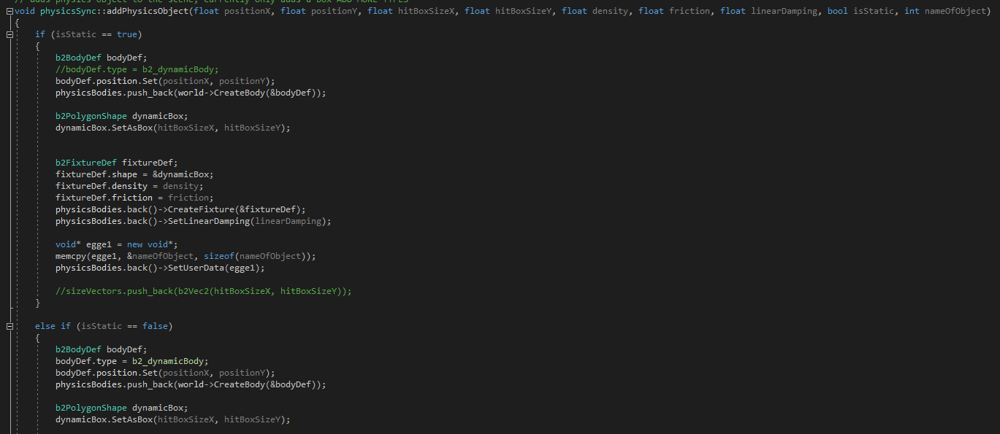 // adds physics object to the scene, currently only adds a box ADD MORE TYPES
void physicsSync::addPhysicsObject(float positionX, float positionY, float hitBoxSizeX, float hitBoxSizeY, float density, float friction, float linearDamping, bool isStatic, int nameOfObject)
{
if (isStatic == true)
{
b2BodyDef bodyDef;
//bodyDef.type = b2_dynamicBody;
bodyDef.position.Set(positionX, positionY);
physicsBodies.push_back(world->CreateBody(&bodyDef));
b2PolygonShape dynamicBox;
dynamicBox.SetAsBox(hitBoxSizeX, hitBoxSizeY);
b2FixtureDef fixtureDef;
fixtureDef.shape = &dynamicBox;
fixtureDef.density = density;
fixtureDef.friction = friction;
physicsBodies.back()->CreateFixture(&fixtureDef);
physicsBodies.back()->SetLinearDamping(linearDamping);
void* egge1 = new void*;
memcpy(egge1, &nameOfObject, sizeof(nameOfObject));
physicsBodies.back()->SetUserData(egge1);
//sizeVectors.push_back(b2Vec2(hitBoxSizeX, hitBoxSizeY));
}
else if (isStatic == false)
{
b2BodyDef bodyDef;
bodyDef.type = b2_dynamicBody;
bodyDef.position.Set(positionX, positionY);
physicsBodies.push_back(world->CreateBody(&bodyDef));
b2PolygonShape dynamicBox;
dynamicBox.SetAsBox(hitBoxSizeX, hitBoxSizeY);